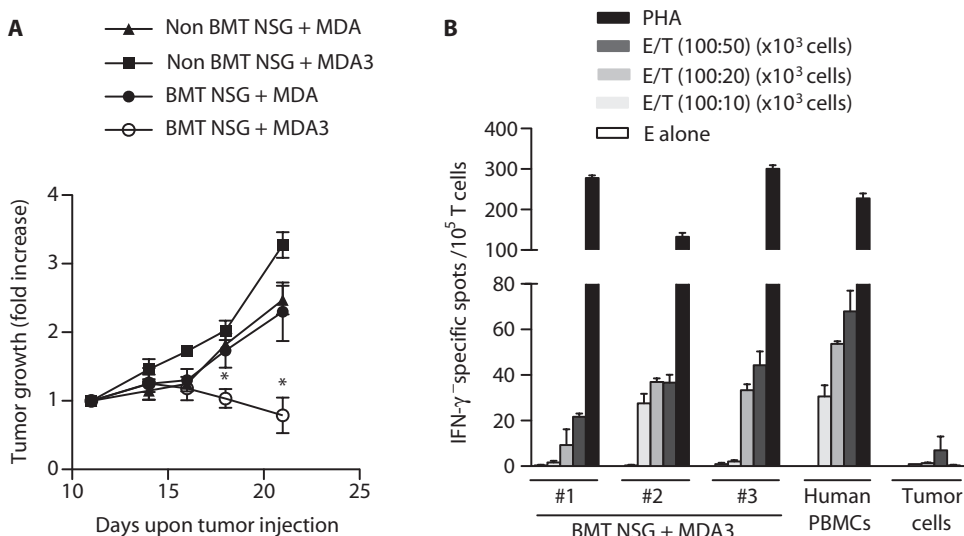 A
Non BMT NSG + MDA
Non BMT NSG + MDA3
BMT NSG + MDA
BMT NSG + MDA3
Tumor growth (fold increase)
4
3
2
1
0
10
15
20
25
*
*
Days upon tumor injection
B
PHA
E/T (100:50) (x10³ cells)
E/T (100:20) (x10³ cells)
E/T (100:10) (x10³ cells)
E alone
IFN-γ⁻specific spots /10⁵ T cells
400
300
200
100
80
60
40
20
0
#1
#2
#3
Human
PBMCs
Tumor
cells
BMT NSG + MDA3